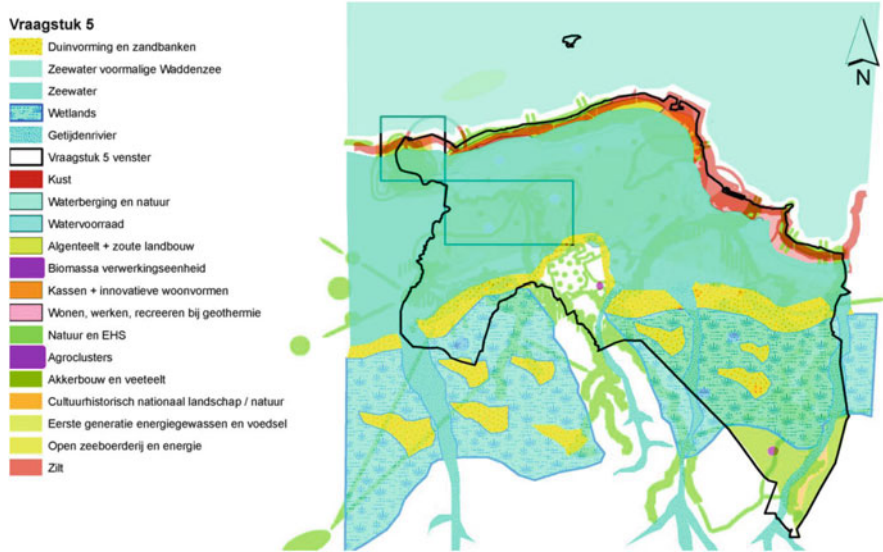 Vraagstuk 5
Duinvorming en zandbanken
Zeewater voormalige Waddenzee
Zeewater
Wetlands
Getijdenrivier
Vraagstuk 5 venster
Kust
Waterberging en natuur
Watervoorraad
Algenteelt + zoute landbouw
Biomassa verwerkingseenheid
Kassen + innovatieve woonvormen
Wonen, werken, recreëren bij geothermie
Natuur en EHS
Agroclusters
Akkerbouw en veeteelt
Cultuurhistorisch nationaal landschap / natuur
Eerste generatie energiegewassen en voedsel
Open zeeboerderij en energie
Zilt
N